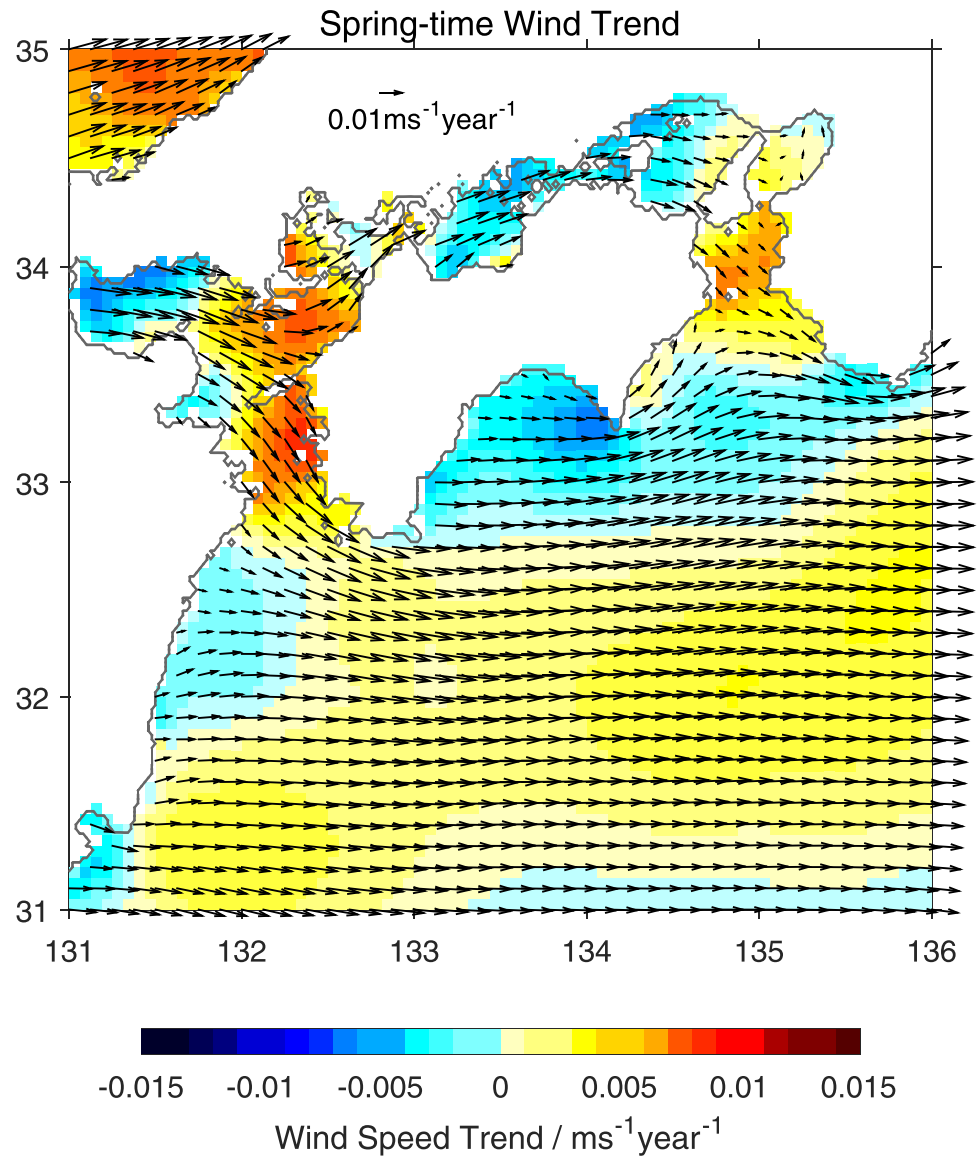 Spring-time Wind Trend
35
0.01ms⁻¹year⁻¹
34
33
32
31
131 132 133 134 135 136
-0.015 -0.01 -0.005 0 0.005 0.01 0.015
Wind Speed Trend / ms⁻¹year⁻¹